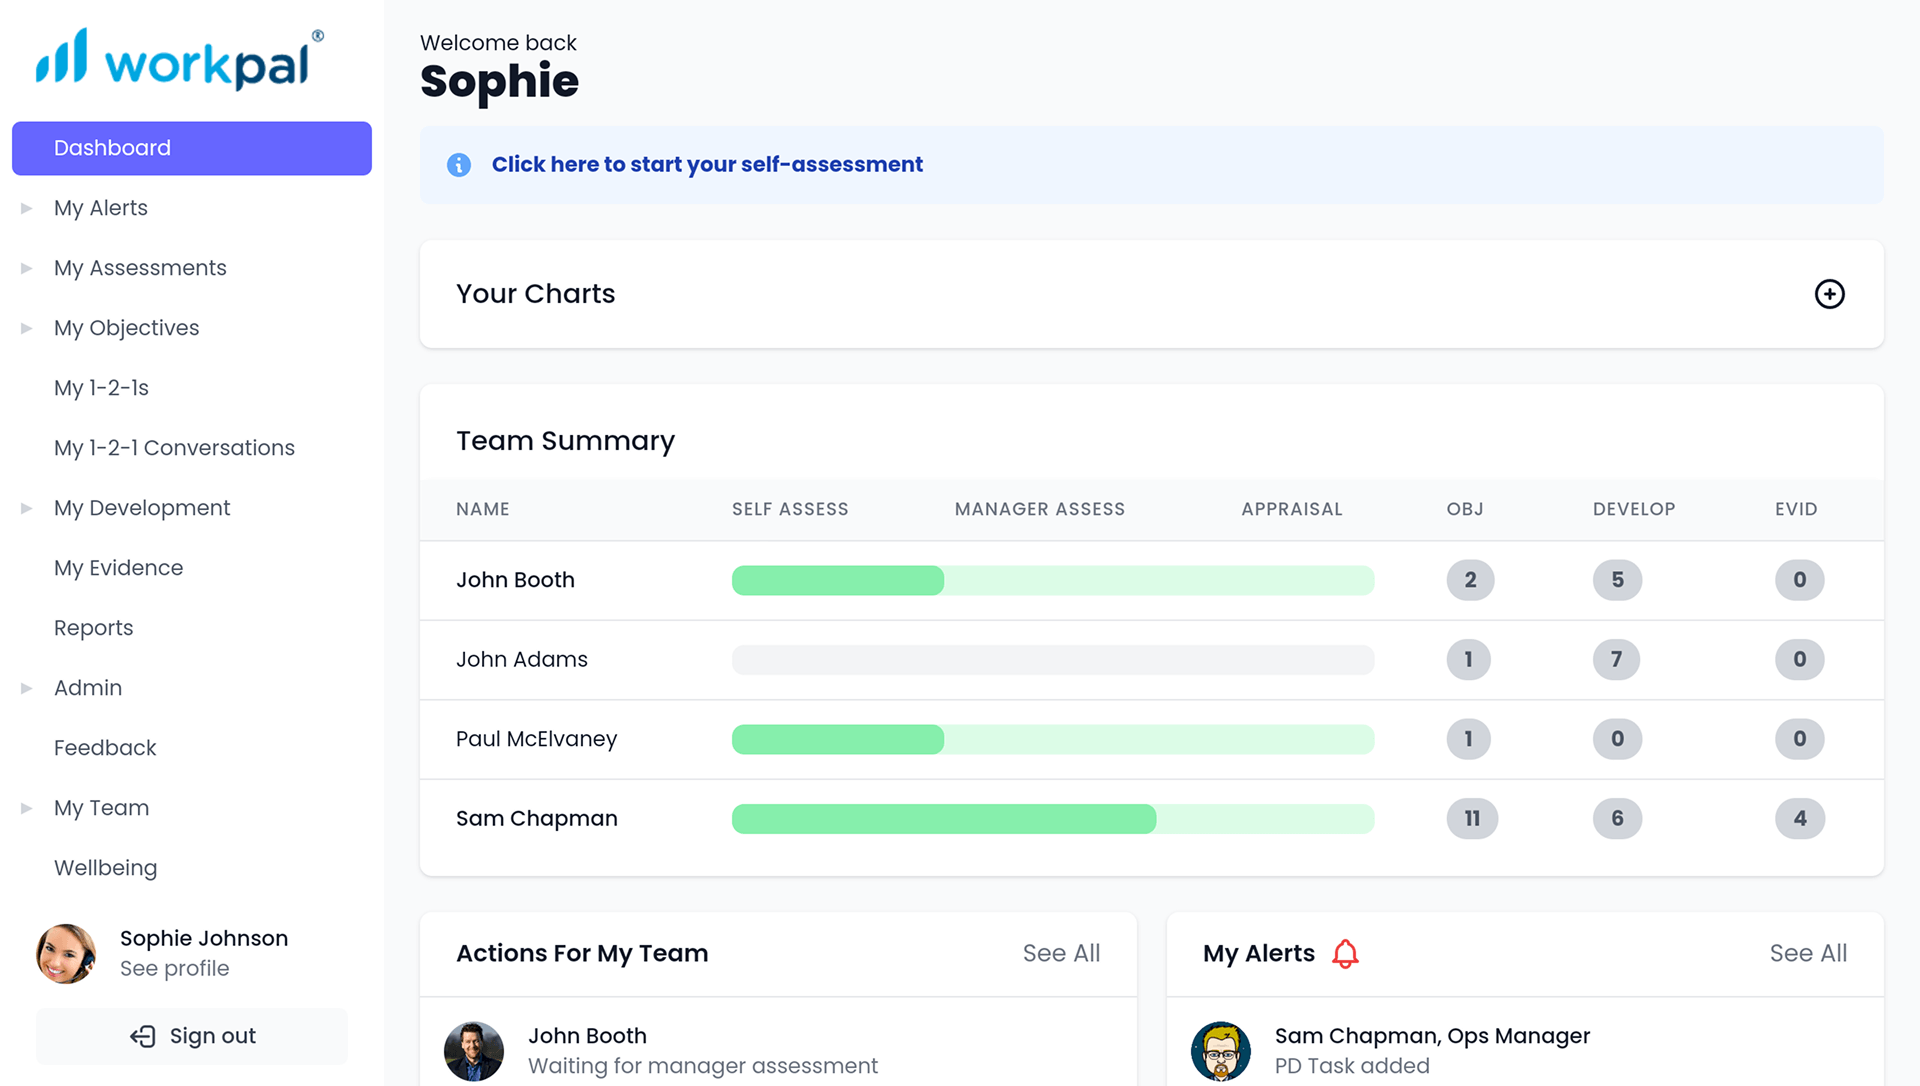 workpal®
Dashboard
My Alerts
My Assessments
My Objectives
My 1-2-1s
My 1-2-1 Conversations
My Development
My Evidence
Reports
Admin
Feedback
My Team
Wellbeing
Sophie Johnson
See profile
Sign out
Welcome back
Sophie
Click here to start your self-assessment
Your Charts
Team Summary
NAME SELF ASSESS MANAGER ASSESS APPRAISAL OBJ DEVELOP EVID
John Booth 2 5 0
John Adams 1 7 0
Paul McElvaney 1 0 0
Sam Chapman 11 6 4
Actions For My Team See All
John Booth
Waiting for manager assessment
My Alerts See All
Sam Chapman, Ops Manager
PD Task added